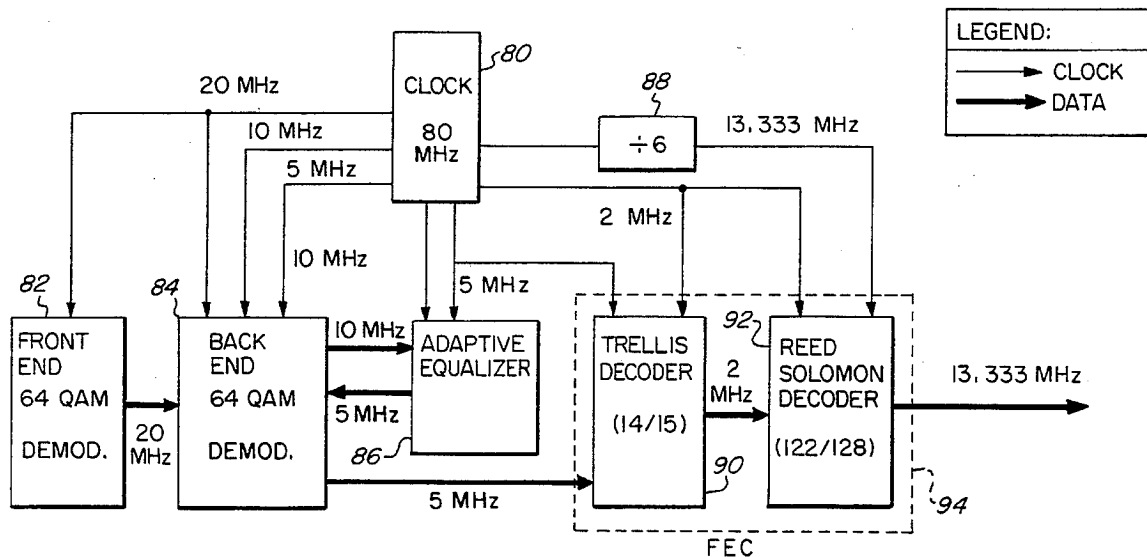 LEGEND:
CLOCK
DATA
80
20 MHz
CLOCK
80
MHz
88
÷6
13,333 MHz
10 MHz
5 MHz
2 MHz
10 MHz
5 MHz
82
FRONT
END
64 QAM
DEMOD.
20
MHz
84
BACK
END
64 QAM
DEMOD.
10 MHz
5 MHz
ADAPTIVE
EQUALIZER
86
5 MHz
TRELLIS
DECODER
(14/15)
90
2
MHz
92
REED
SOLOMON
DECODER
(122/128)
13,333 MHz
94
FEC